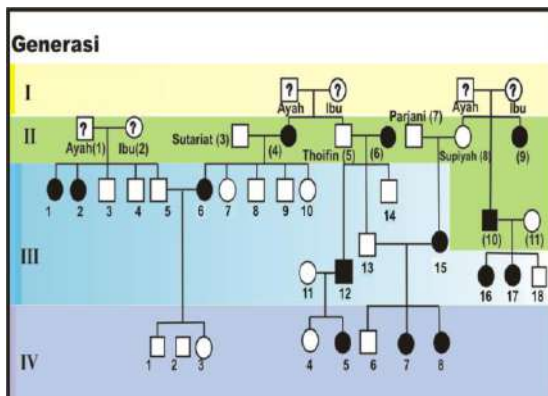 Generasi
I
? ? ? ?
Ayah Ibu Parjani (7) Ayah Ibu
II
? ?
Ayah(1) Ibu(2) Sutariat (3) (4) Thoifin (5) (6) Supiyah (8) (9)
1 2 3 4 5 6 7 8 9 10 14
(10) (11)
III
13 15
11 12 16 17 18
IV
1 2 3 4 5 6 7 8